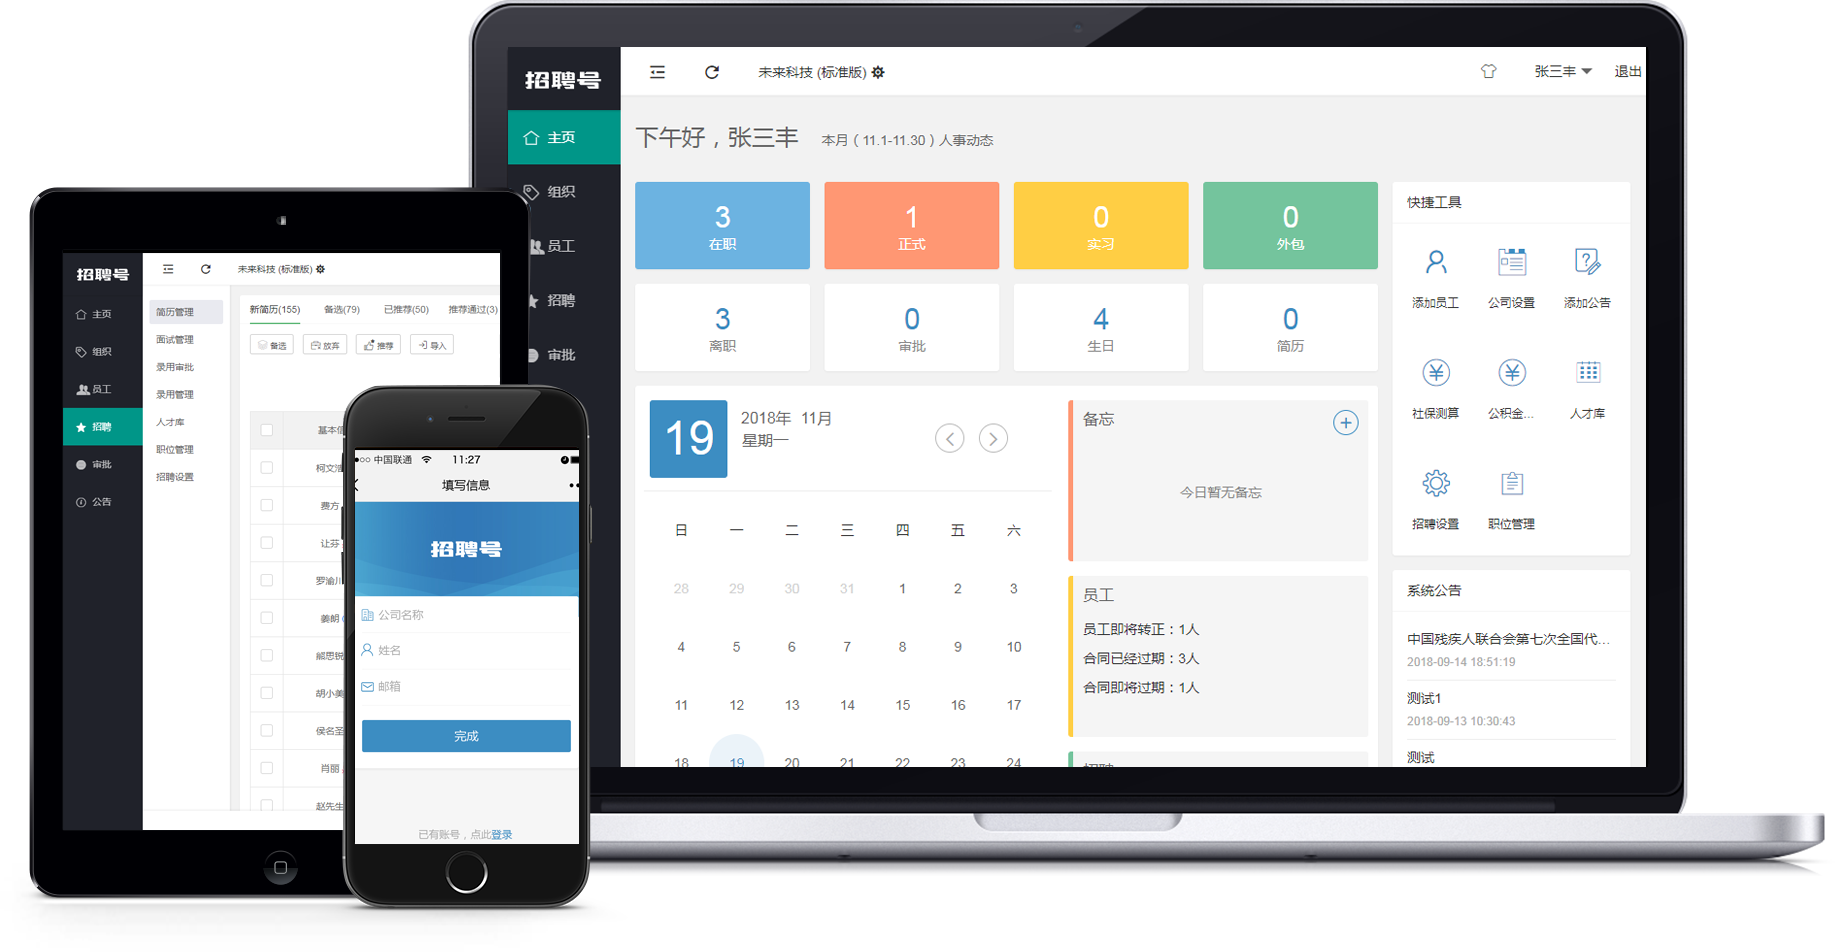 招聘号
未来科技 (标准版)
张三丰
退出
主页
组织
员工
招聘
审批
下午好，张三丰
本月 ( 11.1-11.30 ) 人事动态
3
在职
1
正式
0
实习
0
外包
3
离职
0
审批
4
生日
0
简历
19
2018年 11月
星期一
日 一 二 三 四 五 六
28 29 30 31 1 2 3
4 5 6 7 8 9 10
11 12 13 14 15 16 17
18 19 20 21 22 23 24
备忘
今日暂无备忘
员工
员工即将转正：1人
合同已经过期：3人
合同即将过期：1人
快捷工具
添加员工 公司设置 添加公告
社保测算 公积金... 人才库
招聘设置 职位管理
系统公告
中国残疾人联合会第七次全国代...
2018-09-14 18:51:19
测试1
2018-09-13 10:30:43
测试
招聘号
未来科技 (标准版)
主页
组织
员工
招聘
审批
公告
简历管理
面试管理
录用审批
录用管理
人才库
职位管理
招聘设置
新简历(155) 备选(79) 已推荐(50) 推荐通过(3)
备选 放弃 推荐 导入
基本信
柯文浩
费方
让芬
罗渝川
姜朗
熊思锐
胡小美
侯名圣
肖丽
赵先生
中国联通
11:27
填写信息
招聘号
公司名称
姓名
邮箱
完成
已有账号，点此登录